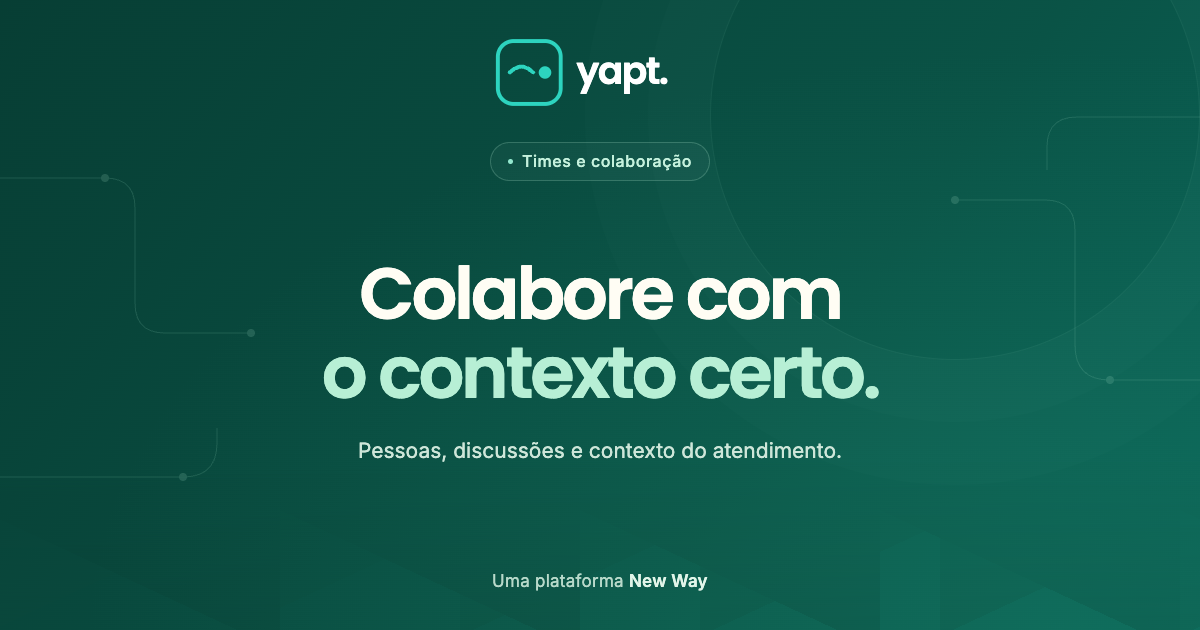 yapt.
• Times e colaboração
Colabore com
o contexto certo.
Pessoas, discussões e contexto do atendimento.
Uma plataforma New Way